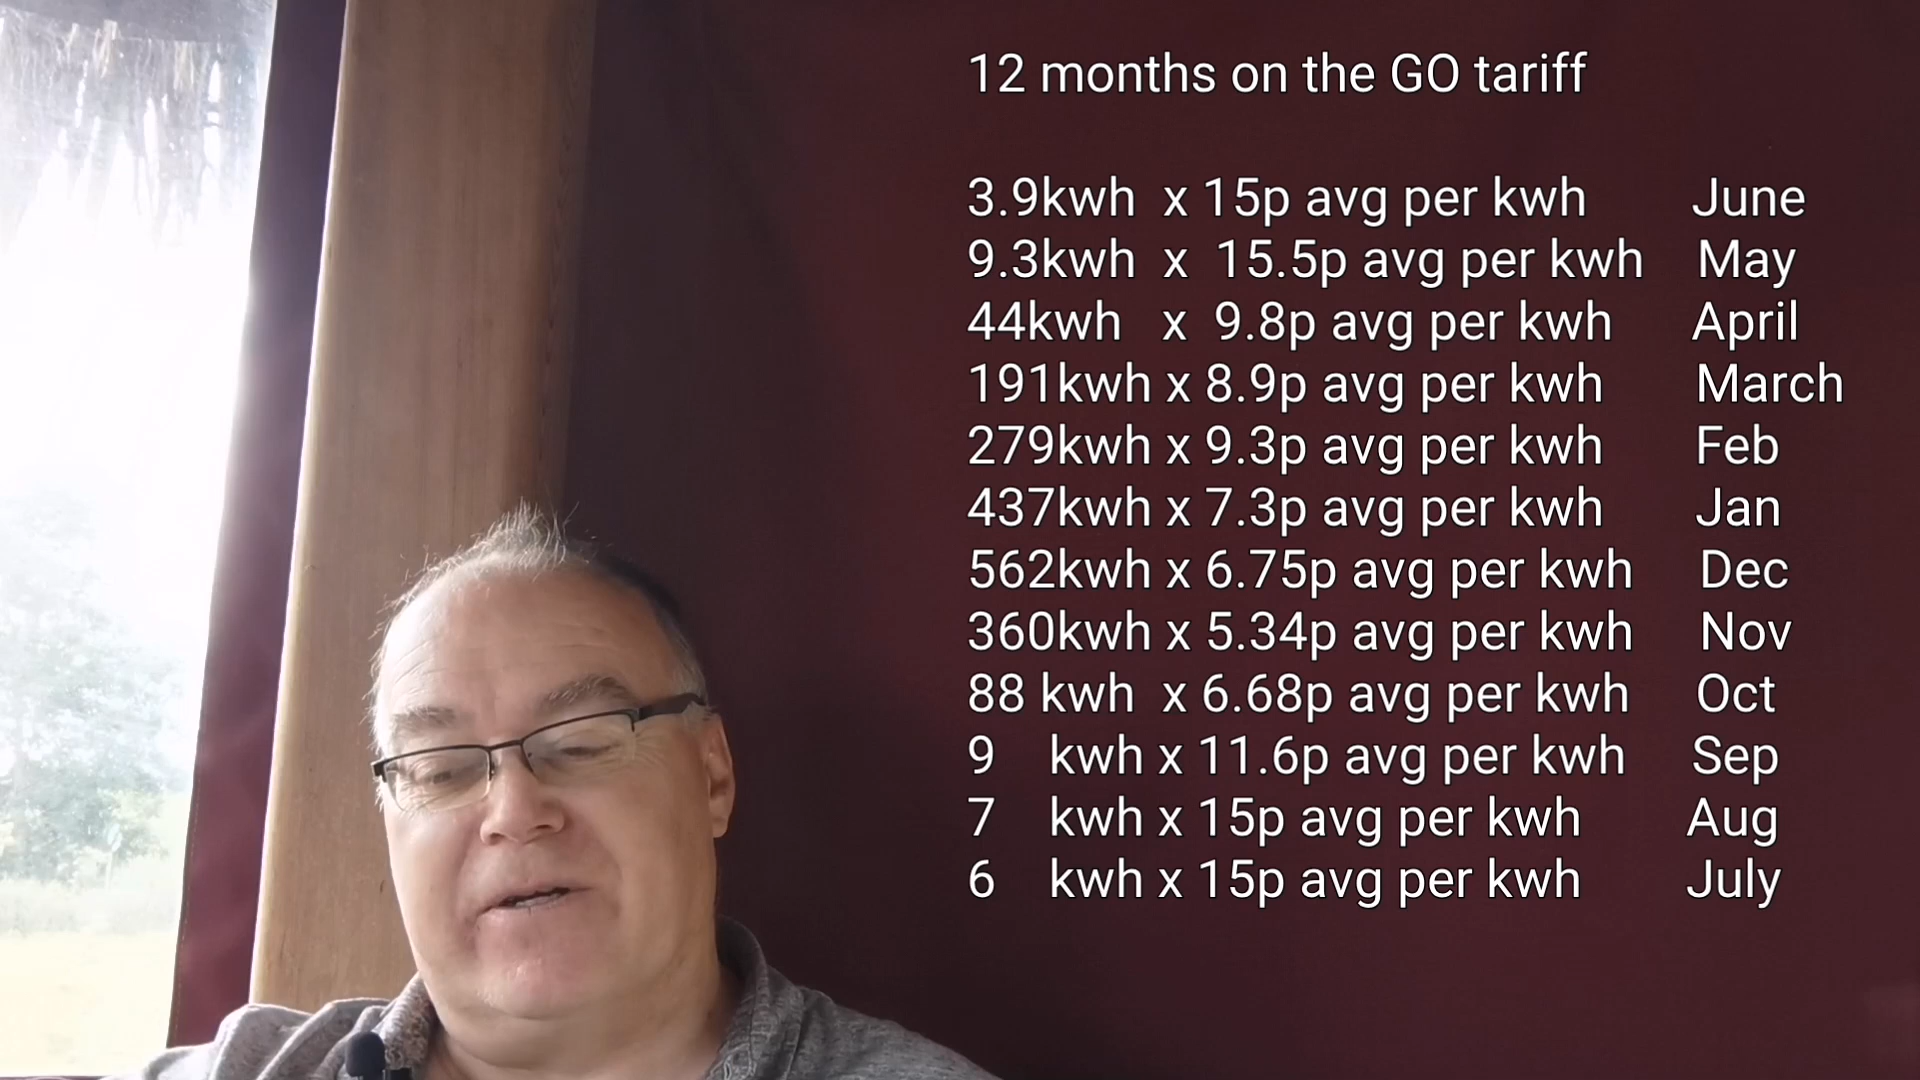 12 months on the GO tariff
3.9kwh x 15p avg per kwh June
9.3kwh x 15.5p avg per kwh May
44kwh x 9.8p avg per kwh April
191kwh x 8.9p avg per kwh March
279kwh x 9.3p avg per kwh Feb
437kwh x 7.3p avg per kwh Jan
562kwh x 6.75p avg per kwh Dec
360kwh x 5.34p avg per kwh Nov
88 kwh x 6.68p avg per kwh Oct
9 kwh x 11.6p avg per kwh Sep
7 kwh x 15p avg per kwh Aug
6 kwh x 15p avg per kwh July